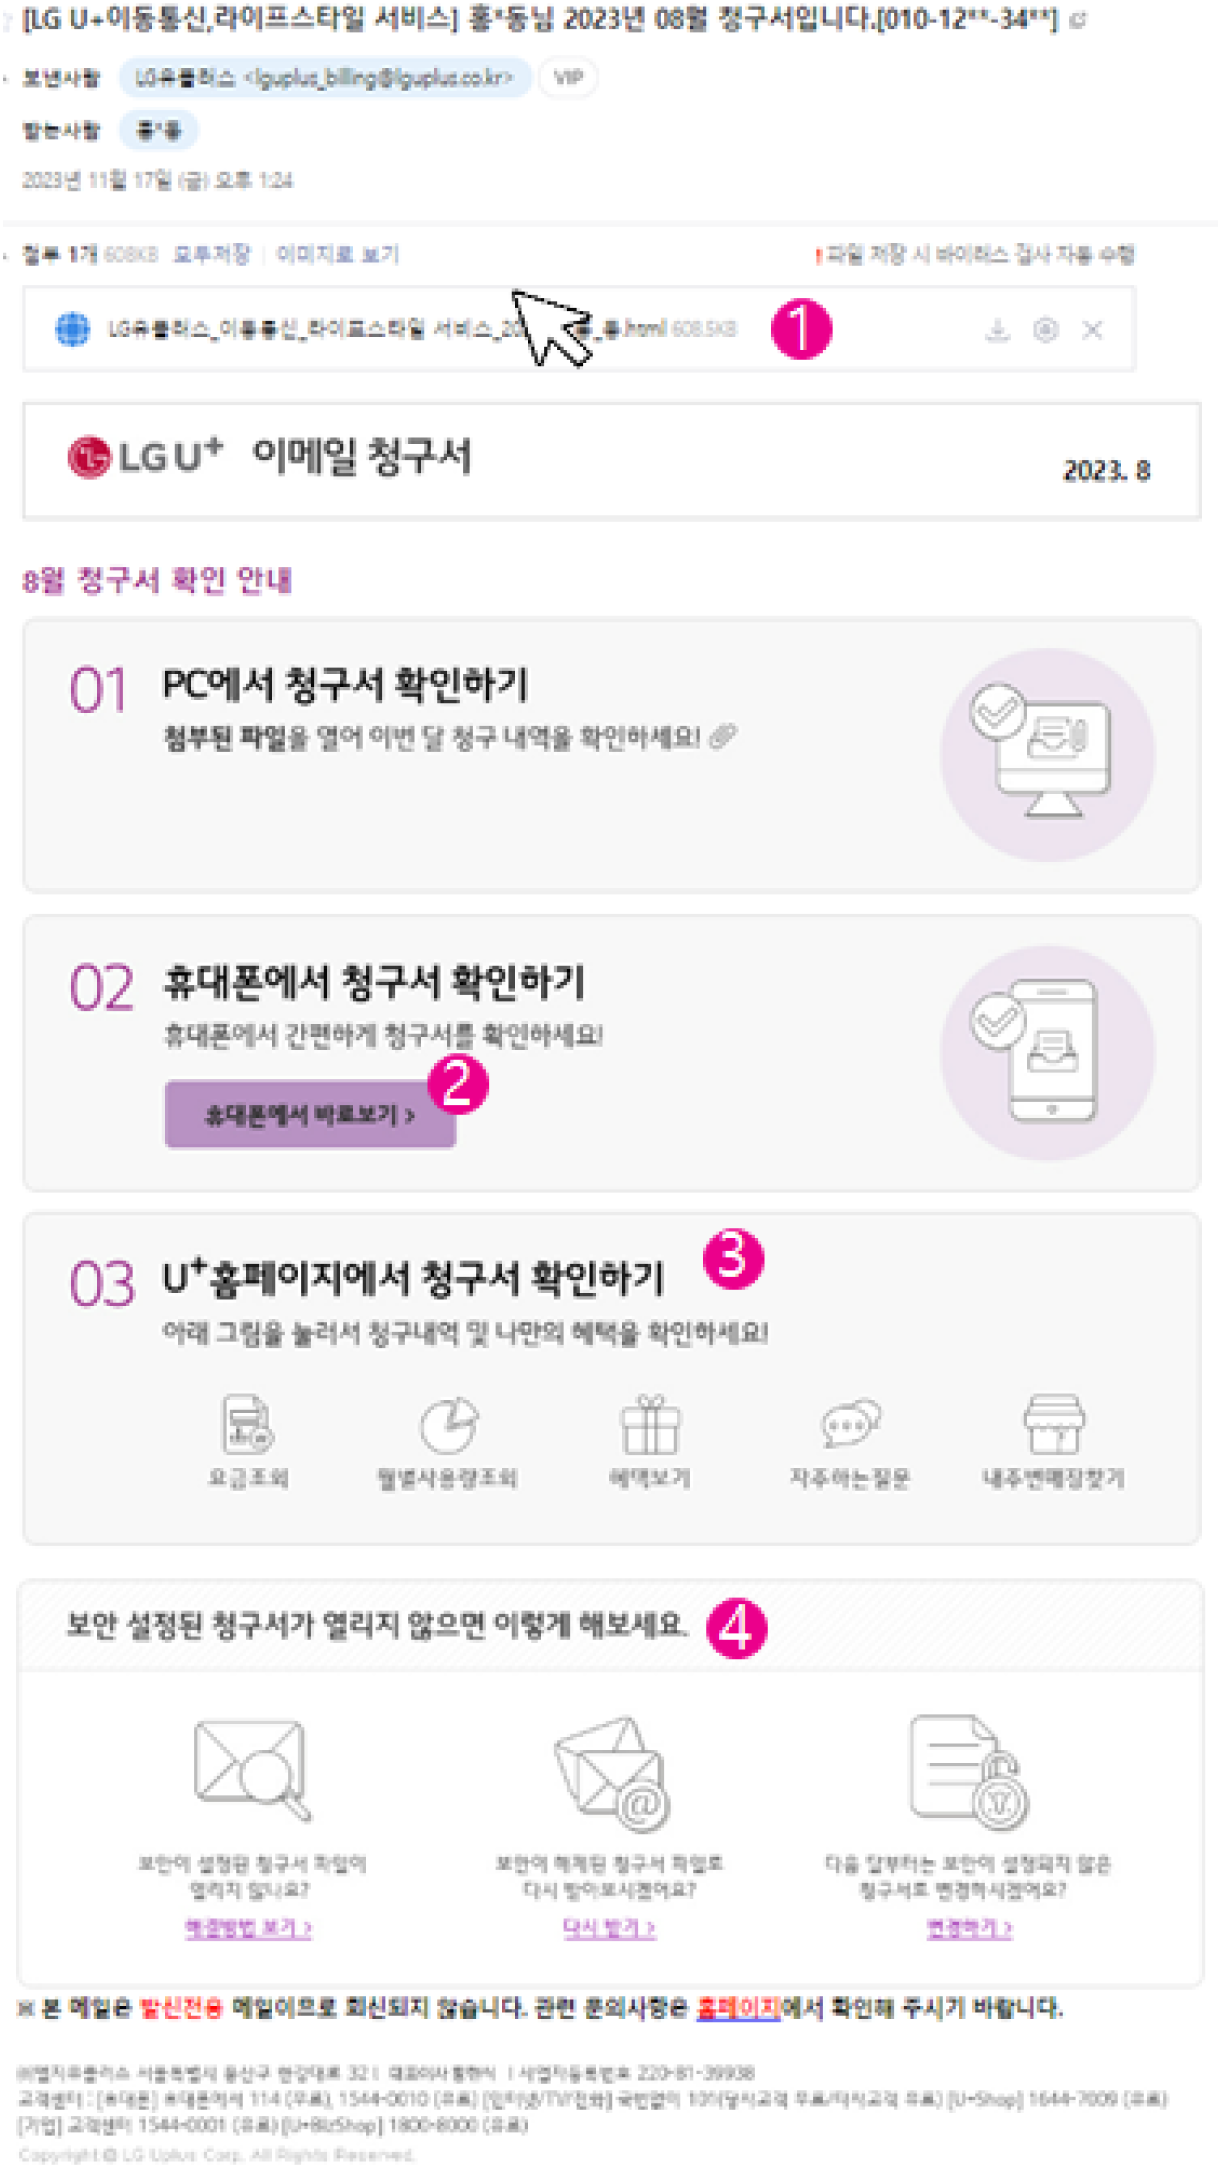 [LG U+이동통신,라이프스타일 서비스] 홍*동님 2023년 08월 청구서입니다.[010-12**-34**]
보낸사람 LG유플러스 <lguplus_billing@lguplus.co.kr> VIP
받는사람 홍*동
2023년 11월 17일 (금) 오후 1:24
첨부 1개 608KB 모두저장 | 이미지로 보기 ! 파일 저장 시 바이러스 검사 자동 수행
LG유플러스_이동통신_라이프스타일 서비스_20 _동.html 608.5KB 1
LG U+ 이메일 청구서
2023. 8
8월 청구서 확인 안내
01 PC에서 청구서 확인하기
첨부된 파일을 열어 이번 달 청구 내역을 확인하세요!
02 휴대폰에서 청구서 확인하기
휴대폰에서 간편하게 청구서를 확인하세요!
휴대폰에서 바로보기 > 2
03 U+홈페이지에서 청구서 확인하기 3
아래 그림을 눌러서 청구내역 및 나만의 혜택을 확인하세요!
요금조회 월별사용량조회 혜택보기 자주하는질문 내주변매장찾기
보안 설정된 청구서가 열리지 않으면 이렇게 해보세요. 4
@
보안이 설정된 청구서 파일이 보안이 해제된 청구서 파일로 다음 달부터는 보안이 설정되지 않은
열리지 않나요? 다시 받아보시겠어요? 청구서로 변경하시겠어요?
해결방법 보기 > 다시 받기 > 변경하기 >
※ 본 메일은 발신전용 메일이므로 회신되지 않습니다. 관련 문의사항은 홈페이지에서 확인해 주시기 바랍니다.
㈜엘지유플러스 서울특별시 용산구 한강대로 32 | 대표이사 황현식 | 사업자등록번호 220-81-39938
고객센터 : [휴대폰] 휴대폰에서 114 (무료), 1544-0010 (유료) [인터넷/TV/전화] 국번없이 101(당사고객 무료/타사고객 유료) [U+Shop] 1644-7009 (유료)
[기업] 고객센터 1544-0001 (유료) [U+BizShop] 1800-8000 (유료)
Copyright @ LG Uplus Corp. All Rights Reserved.